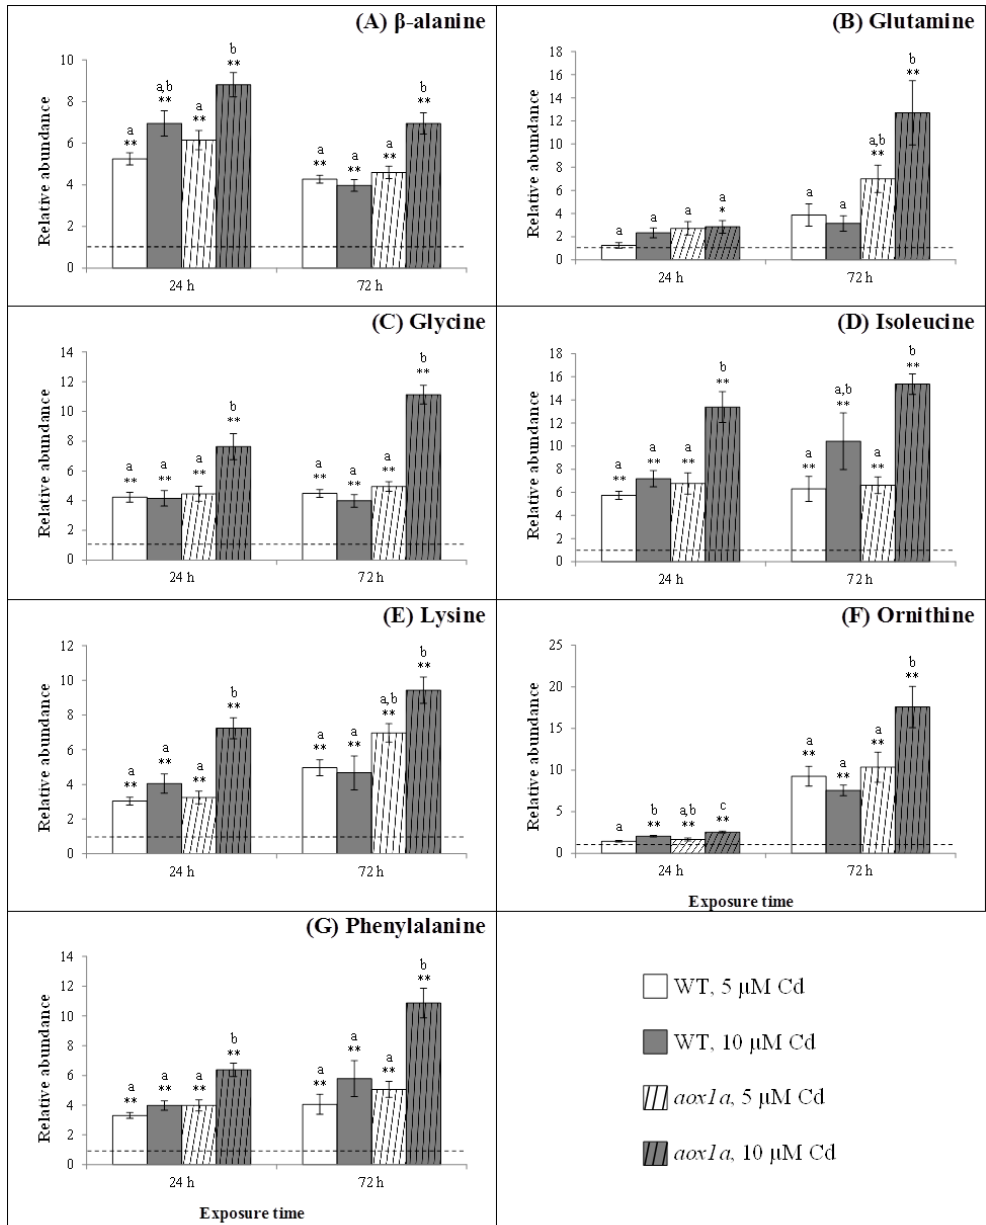 (A) β-alanine
Relative abundance
10
8
6
4
2
0
a
**
a,b
**
a
**
b
**
a
**
a
**
a
**
b
**
24 h
72 h
(B) Glutamine
Relative abundance
18
16
14
12
10
8
6
4
2
0
a
a
a
a
*
a
a
a,b
**
b
**
24 h
72 h
(C) Glycine
Relative abundance
14
12
10
8
6
4
2
0
a
**
a
**
a
**
b
**
a
**
a
**
a
**
b
**
24 h
72 h
(D) Isoleucine
Relative abundance
18
16
14
12
10
8
6
4
2
0
a
**
a
**
a
**
b
**
a
**
a,b
**
a
**
b
**
24 h
72 h
(E) Lysine
Relative abundance
12
10
8
6
4
2
0
a
**
a
**
a
**
b
**
a
**
a
**
a,b
**
b
**
24 h
72 h
(F) Ornithine
Relative abundance
25
20
15
10
5
0
a
b
**
a,b
**
c
**
a
**
a
**
a
**
b
**
24 h
72 h
Exposure time
(G) Phenylalanine
Relative abundance
14
12
10
8
6
4
2
0
a
**
a
**
a
**
b
**
a
**
a
**
a
**
b
**
24 h
72 h
Exposure time
WT, 5 μM Cd
WT, 10 μM Cd
aox1a, 5 μM Cd
aox1a, 10 μM Cd